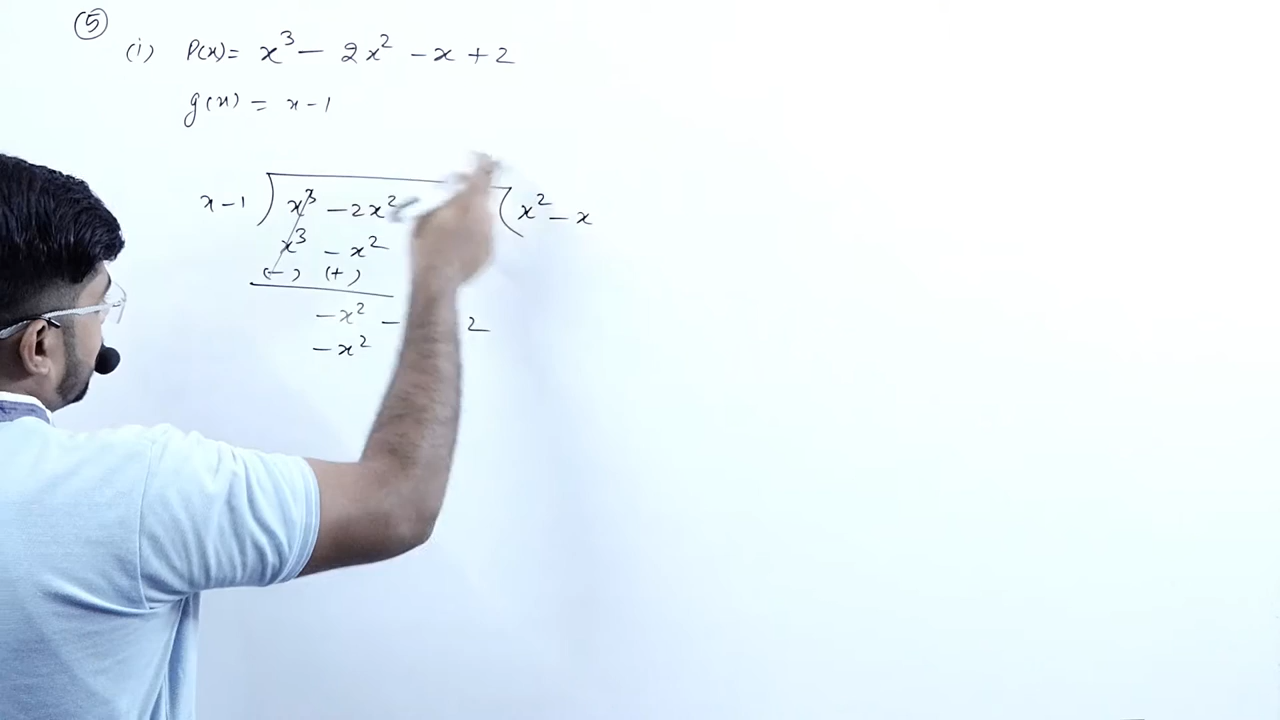 (5)
(i) P(x) = x³ - 2x² - x + 2
g(x) = x - 1
x - 1 ) x³ - 2x² ( x² - x
x³ - x²
(-) (+)
- x² - 2
- x²